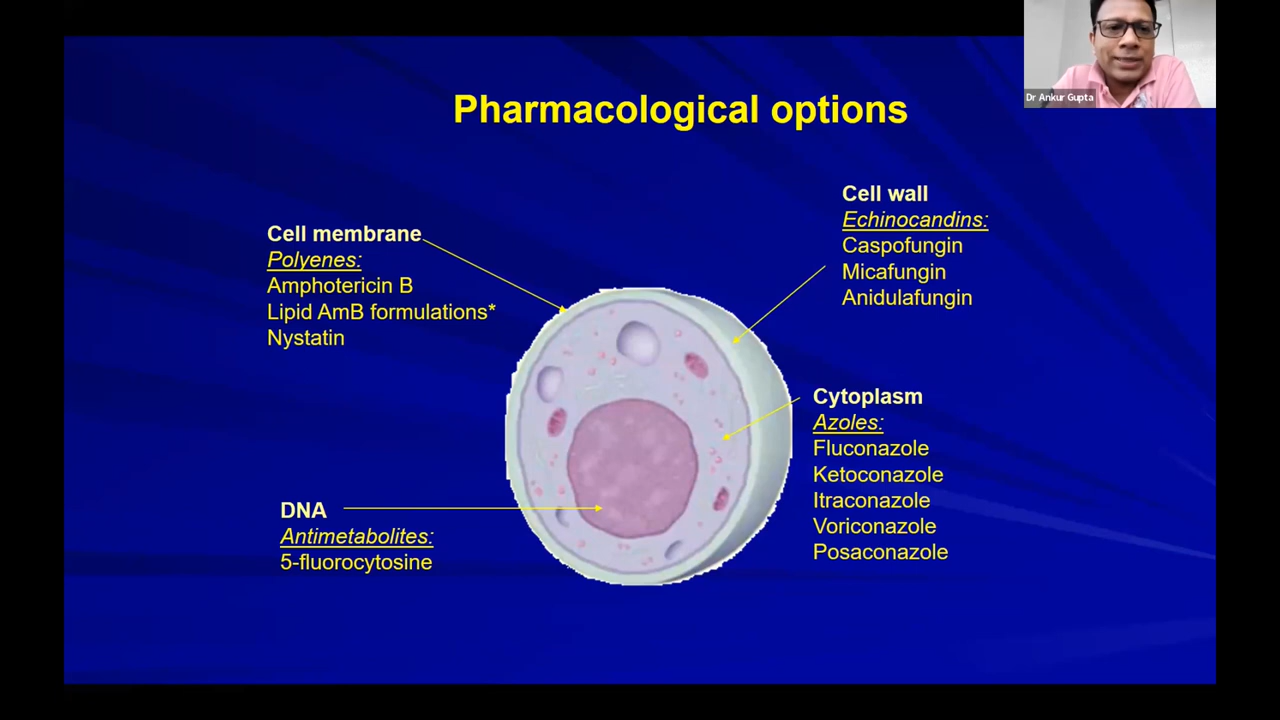 Dr Ankur Gupta
Pharmacological options
Cell membrane
Polyenes:
Amphotericin B
Lipid AmB formulations*
Nystatin
Cell wall
Echinocandins:
Caspofungin
Micafungin
Anidulafungin
Cytoplasm
Azoles:
Fluconazole
Ketoconazole
Itraconazole
Voriconazole
Posaconazole
DNA
Antimetabolites:
5-fluorocytosine